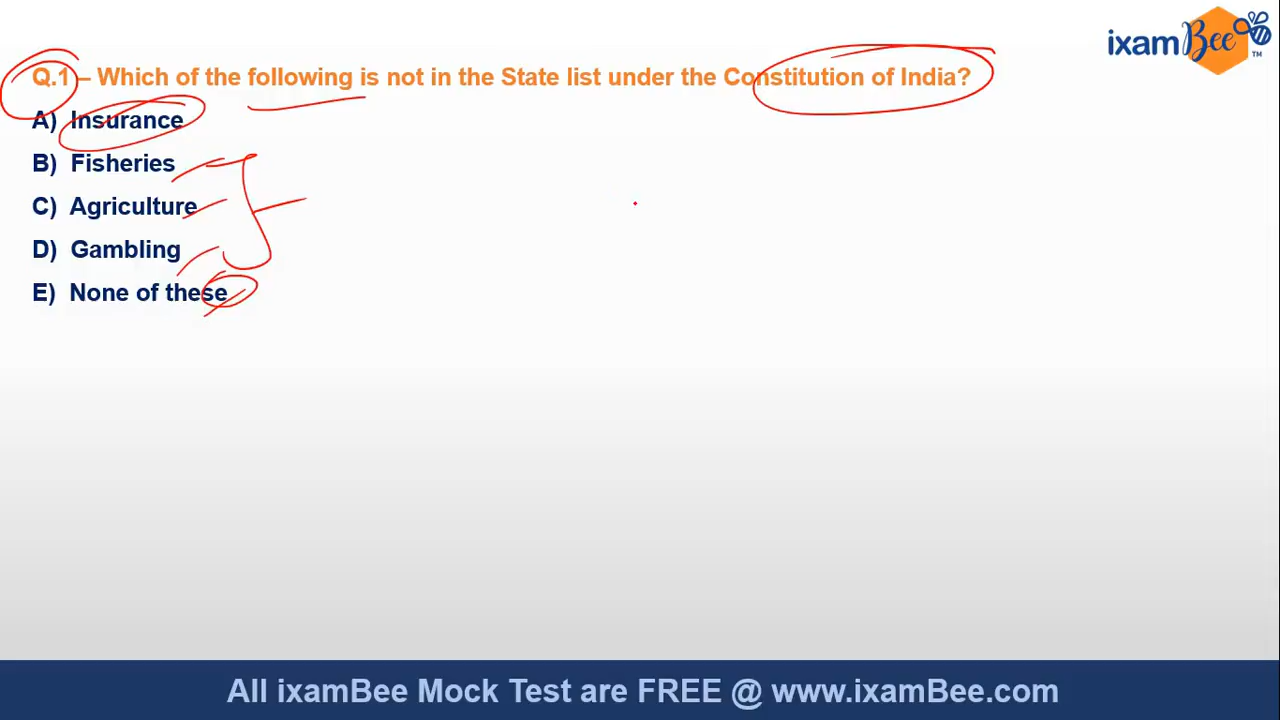 ixamBee
TM
Q.1 – Which of the following is not in the State list under the Constitution of India?
A) Insurance
B) Fisheries
C) Agriculture
D) Gambling
E) None of these
All ixamBee Mock Test are FREE @ www.ixamBee.com